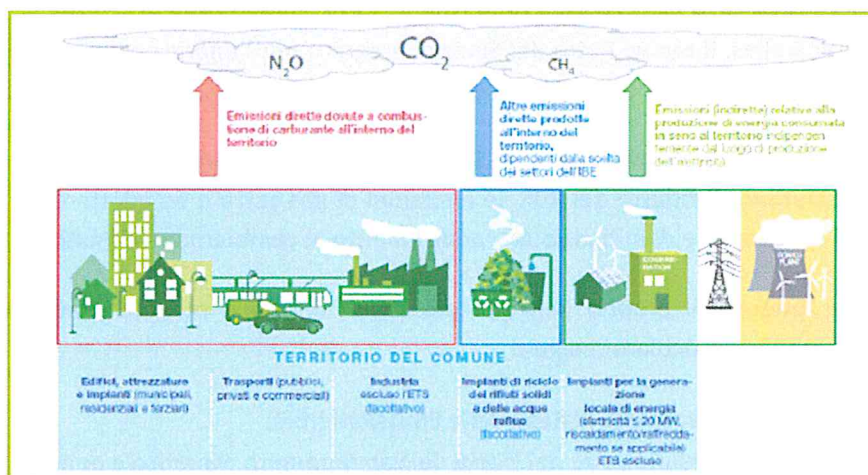 CO2
N2O
CH4
Emissioni dirette dovute a combus-
tione di carburante all'interno del
territorio
Altre emissioni
dirette prodotte
all'interno del
territorio,
dipendenti dalla scelta
dei settori dell'IBE
Emissioni (indirette) relative alla
produzione di energia consumata
in seno al territorio indipenden
temente dal luogo di produzione
dell'elettricità)
TERRITORIO DEL COMUNE
Edifici, attrezzature
e impianti (municipali,
residenziali e terziari)
Trasporti (pubblici,
privati e commerciali)
Industria
escluso l'ETS
(facoltativo)
Impianti di riciclo
dei rifiuti solidi
e delle acque
reflue
(facoltativo)
Impianti per la genera-
zione
locale di energia
(elettricità ≤ 20 MW,
riscaldamento/raffredda-
mento se applicabile)
ETS escluso
POWER
PLANT